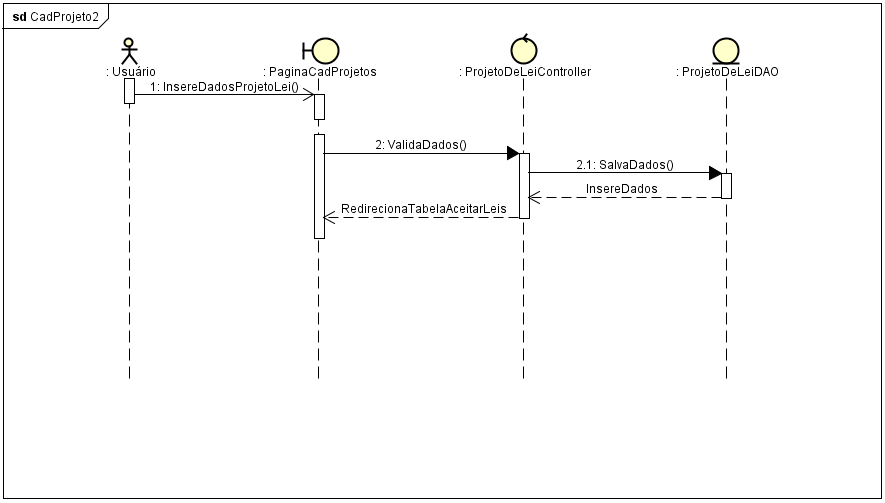 sd CadProjeto2
: Usuário
: PaginaCadProjetos
: ProjetoDeLeiController
: ProjetoDeLeiDAO
1: InsereDadosProjetoLei()
2: ValidaDados()
2.1: SalvaDados()
InsereDados
RedirecionaTabelaAceitarLeis